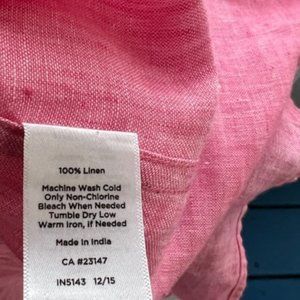 100% Linen
Machine Wash Cold
Only Non-Chlorine
Bleach When Needed
Tumble Dry Low
Warm iron, if Needed
Made in India
CA #23147
IN5143 12/15